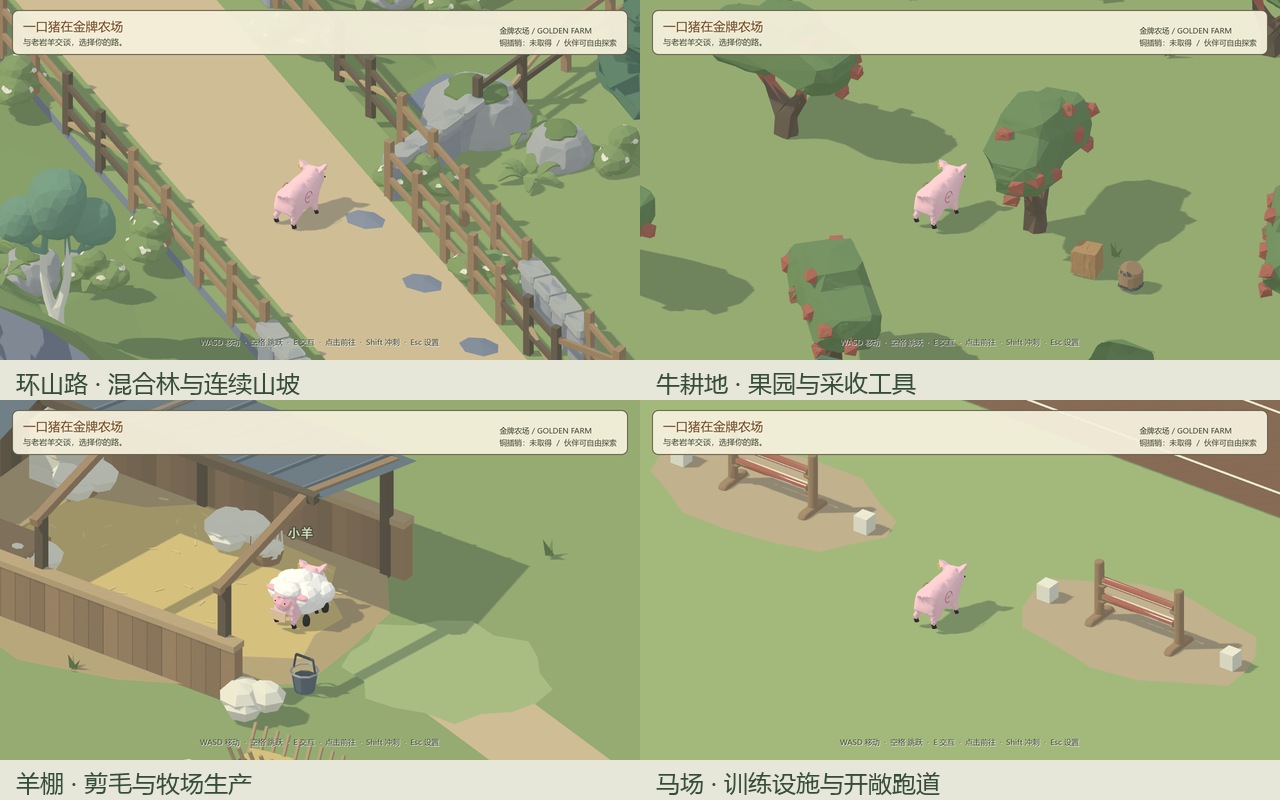 一口猪在金牌农场
与老岩羊交谈，选择你的路。
金牌农场 / GOLDEN FARM
铜插销：未取得 / 伙伴可自由探索
WASD 移动 · 空格 跳跃 · E 交互 · 点击前往 · Shift 冲刺 · Esc 设置
环山路 · 混合林与连续山坡
一口猪在金牌农场
与老岩羊交谈，选择你的路。
金牌农场 / GOLDEN FARM
铜插销：未取得 / 伙伴可自由探索
WASD 移动 · 空格 跳跃 · E 交互 · 点击前往 · Shift 冲刺 · Esc 设置
牛耕地 · 果园与采收工具
一口猪在金牌农场
与老岩羊交谈，选择你的路。
金牌农场 / GOLDEN FARM
铜插销：未取得 / 伙伴可自由探索
小羊
WASD 移动 · 空格 跳跃 · E 交互 · 点击前往 · Shift 冲刺 · Esc 设置
羊棚 · 剪毛与牧场生产
一口猪在金牌农场
与老岩羊交谈，选择你的路。
金牌农场 / GOLDEN FARM
铜插销：未取得 / 伙伴可自由探索
WASD 移动 · 空格 跳跃 · E 交互 · 点击前往 · Shift 冲刺 · Esc 设置
马场 · 训练设施与开敞跑道